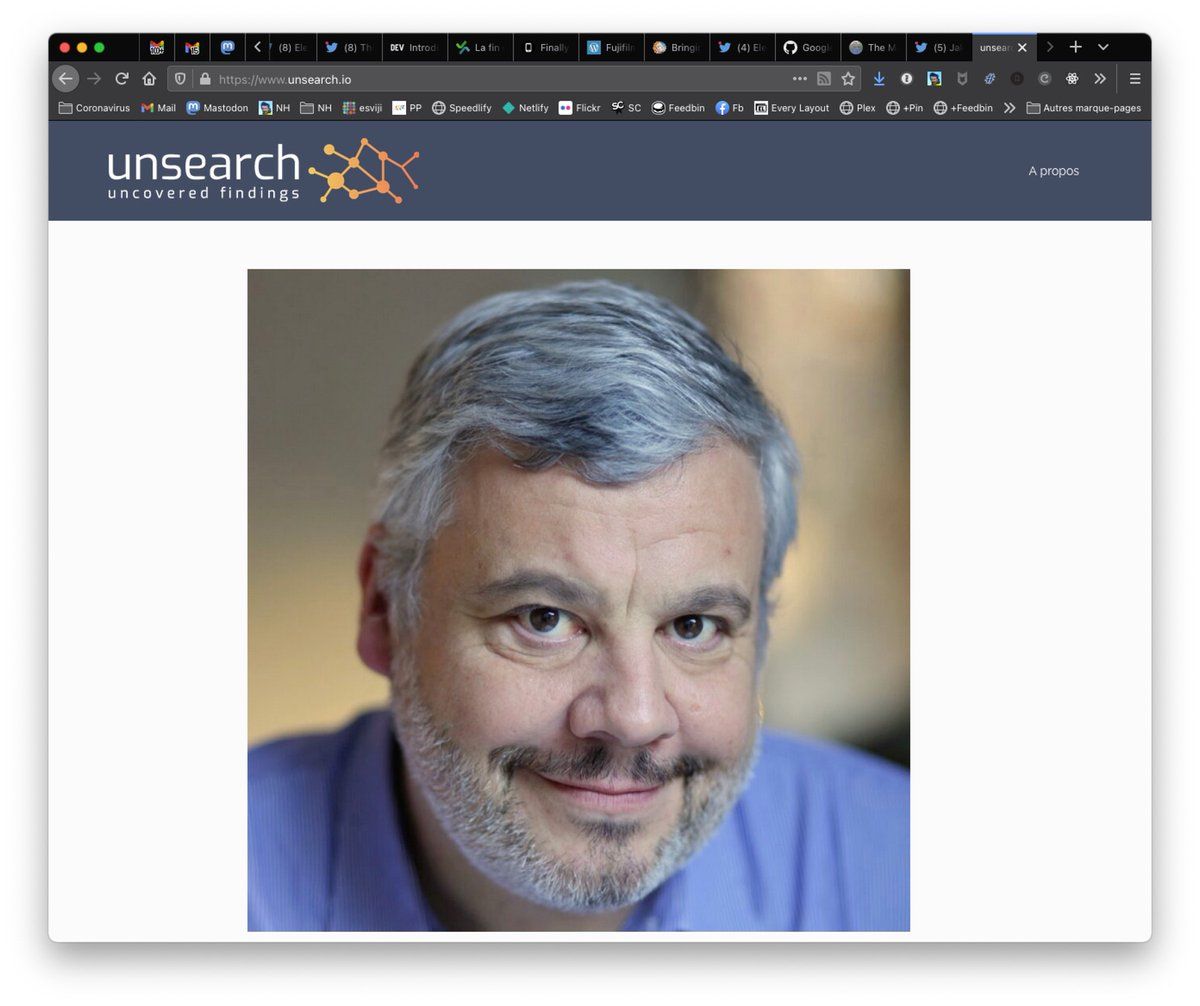 (8) Ele
(8) Th
DEV Introd
La fin
Finally
Fujifiln
Bringi
(4) Ele
Googl
The M
(5) Ja
unsear
https://www.unsearch.io
Coronavirus
Mail
Mastodon
NH
NH
esviji
PP
Speedlify
Netlify
Flickr
SC
Feedbin
Fb
Every Layout
Plex
+Pin
+Feedbin
Autres marque-pages
unsearch
uncovered findings
A propos